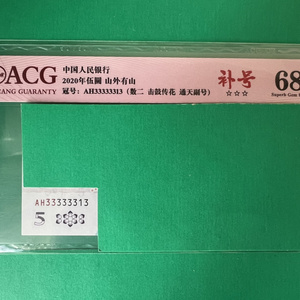 ACG
CANG GUARANTY
中国人民银行
2020年伍圆 山外有山
冠号：AH33333313（数二 击鼓传花 通天副号）
补号
☆☆☆
68
Superb Gem
AH33333313
5